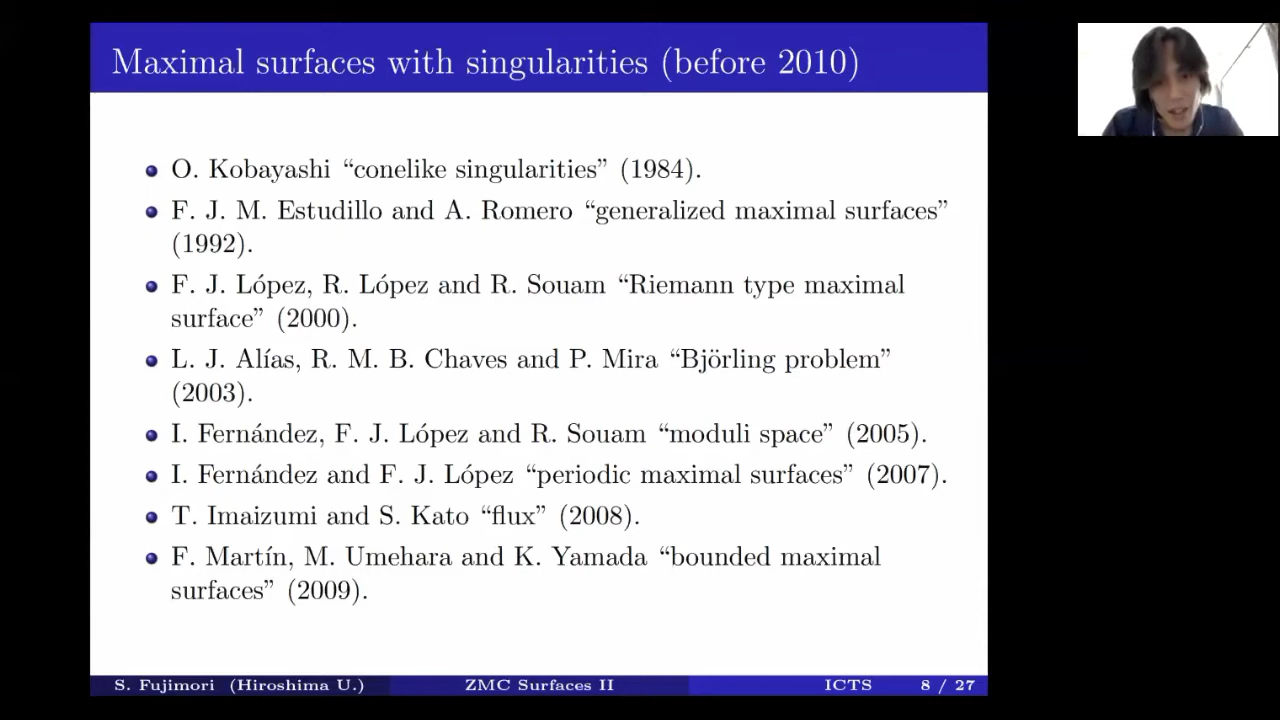 Maximal surfaces with singularities (before 2010)
O. Kobayashi “conelike singularities” (1984).
F. J. M. Estudillo and A. Romero “generalized maximal surfaces”
(1992).
F. J. López, R. López and R. Souam “Riemann type maximal
surface” (2000).
L. J. Alías, R. M. B. Chaves and P. Mira “Björling problem”
(2003).
I. Fernández, F. J. López and R. Souam “moduli space” (2005).
I. Fernández and F. J. López “periodic maximal surfaces” (2007).
T. Imaizumi and S. Kato “flux” (2008).
F. Martín, M. Umehara and K. Yamada “bounded maximal
surfaces” (2009).
S. Fujimori (Hiroshima U.) ZMC Surfaces II ICTS 8 / 27